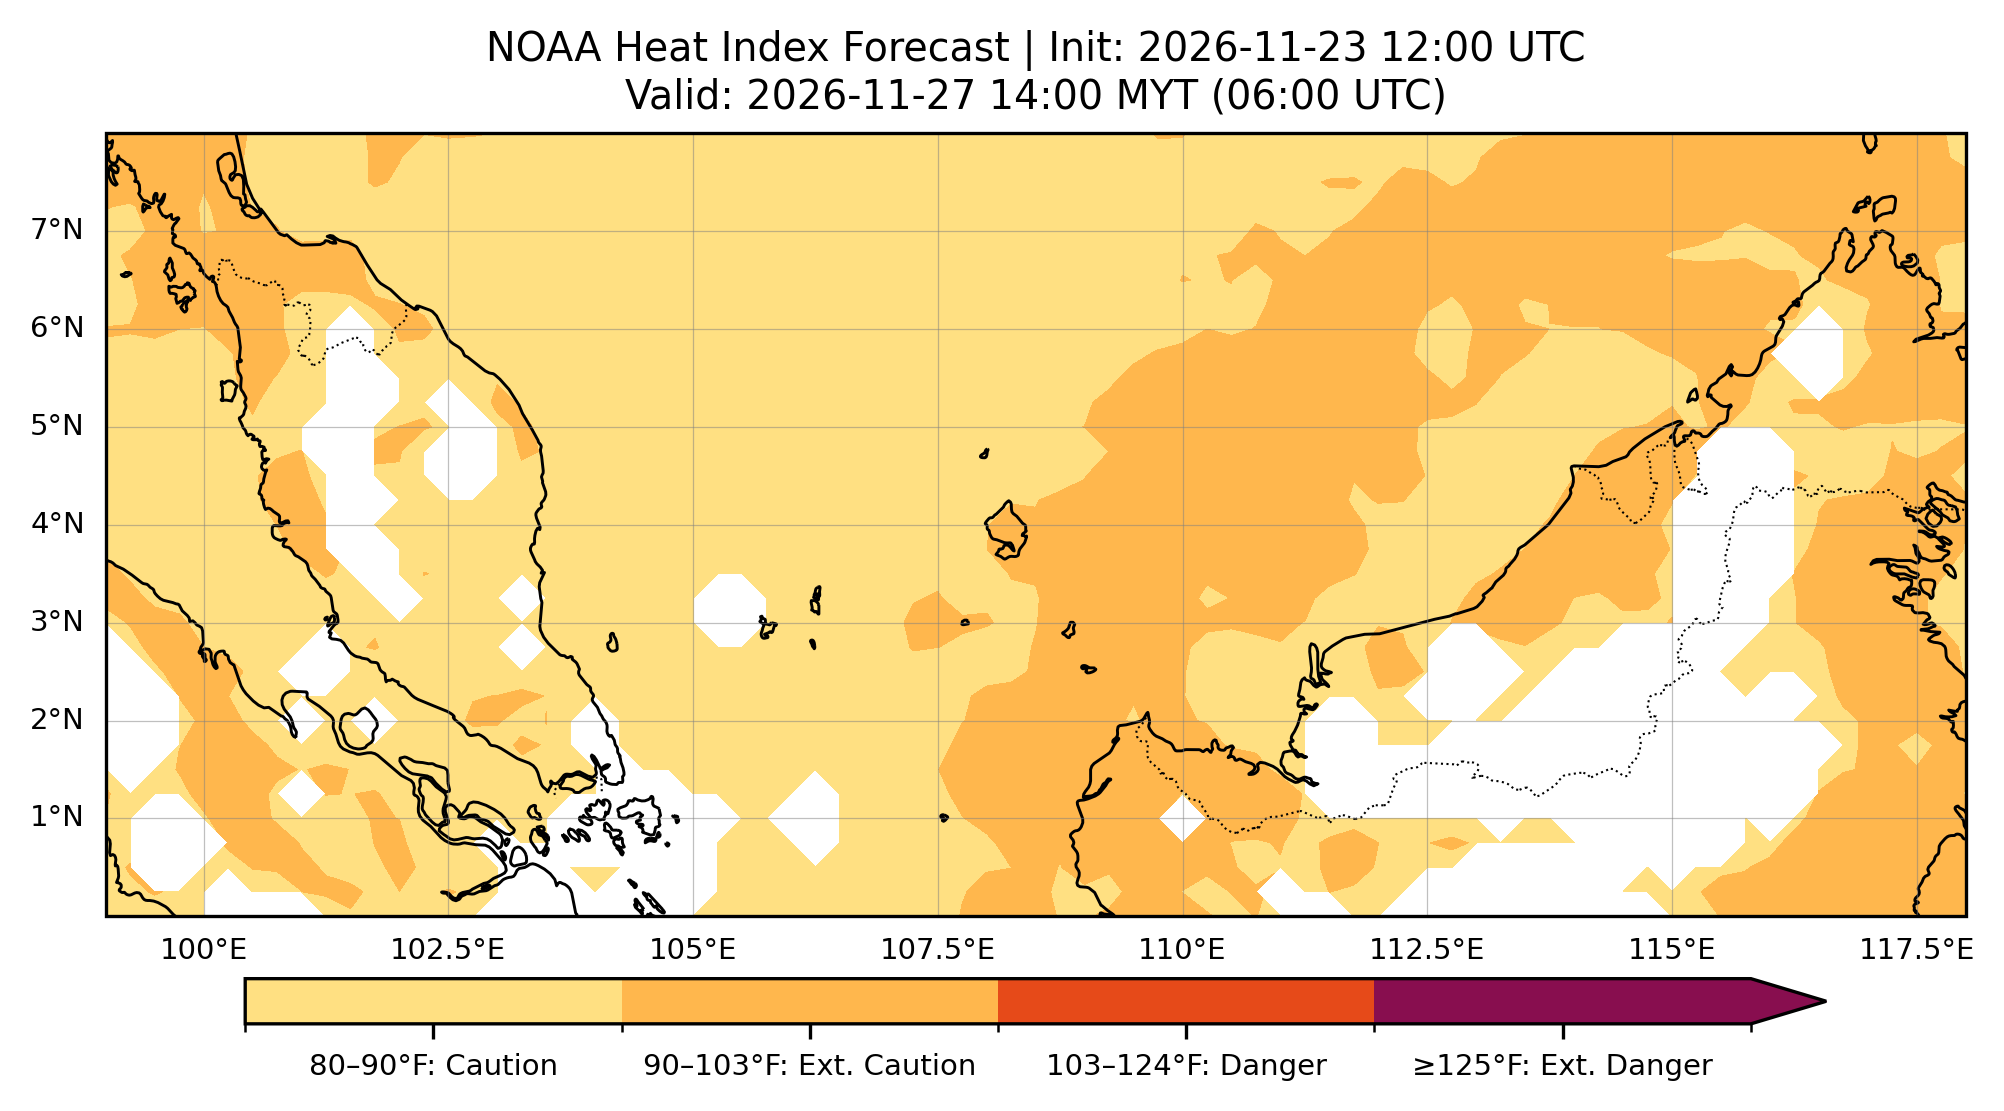 NOAA Heat Index Forecast | Init: 2026-11-23 12:00 UTC
Valid: 2026-11-27 14:00 MYT (06:00 UTC)
7°N
6°N
5°N
4°N
3°N
2°N
1°N
100°E 102.5°E 105°E 107.5°E 110°E 112.5°E 115°E 117.5°E
80–90°F: Caution 90–103°F: Ext. Caution 103–124°F: Danger ≥125°F: Ext. Danger